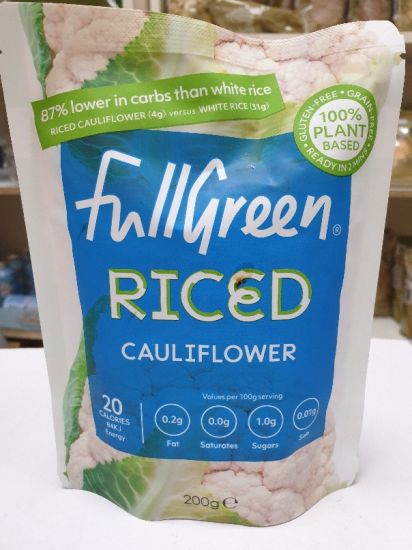 87% lower in carbs than white rice
RICED CAULIFLOWER (4g) versus WHITE RICE (31g)
GLUTEN-FREE • GRAIN-FREE • READY IN 2 MINS •
100%
PLANT
BASED
FullGreen®
RICED
CAULIFLOWER
Values per 100g serving
20
CALORIES
84KJ
Energy
0.2g
Fat
0.0g
Saturates
1.0g
Sugars
0.01g
Salt
200g ℮